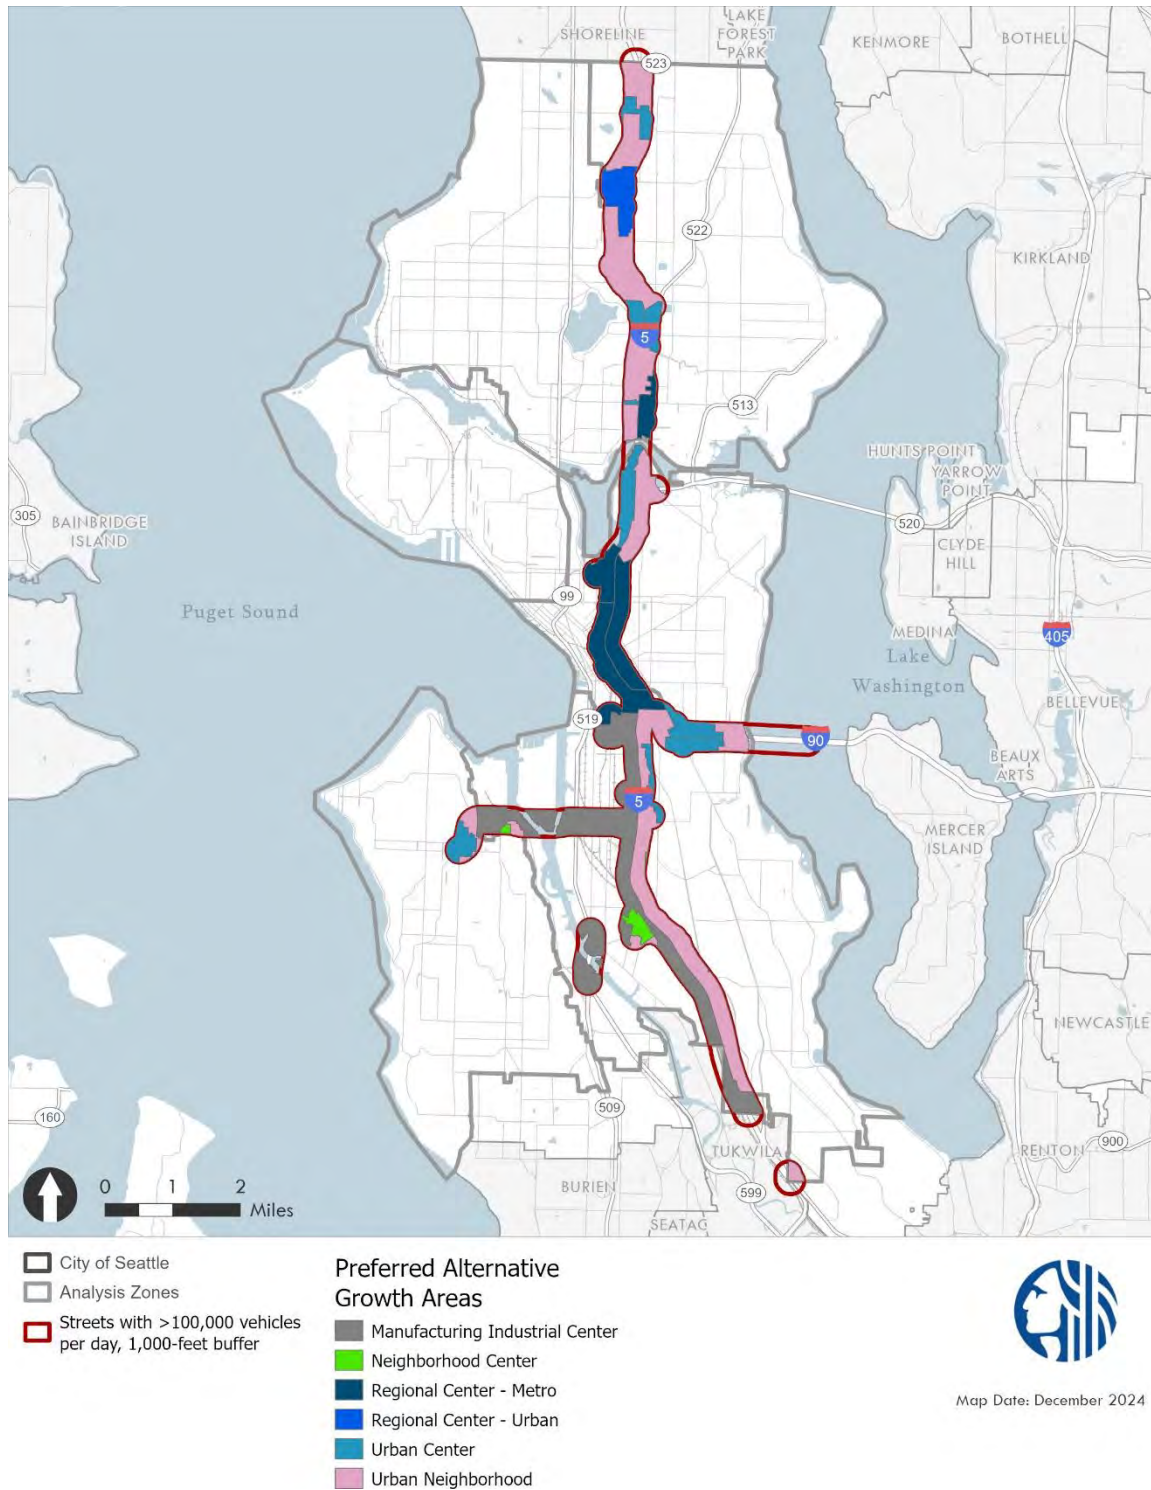 LAKE
FOREST
PARK
SHORELINE
KENMORE
BOTHELL
523
522
KIRKLAND
5
513
HUNTS POINT
YARROW
POINT
305
BAINBRIDGE
ISLAND
520
CLYDE
HILL
99
Puget Sound
MEDINA
405
Lake
Washington
BELLEVUE
519
90
BEAUX
ARTS
5
MERCER
ISLAND
NEWCASTLE
160
509
TUKWILA
RENTON
900
BURIEN
599
SEATAC
0 1 2
Miles
City of Seattle
Analysis Zones
Streets with >100,000 vehicles
per day, 1,000-feet buffer
Preferred Alternative
Growth Areas
Manufacturing Industrial Center
Neighborhood Center
Regional Center - Metro
Regional Center - Urban
Urban Center
Urban Neighborhood
Map Date: December 2024